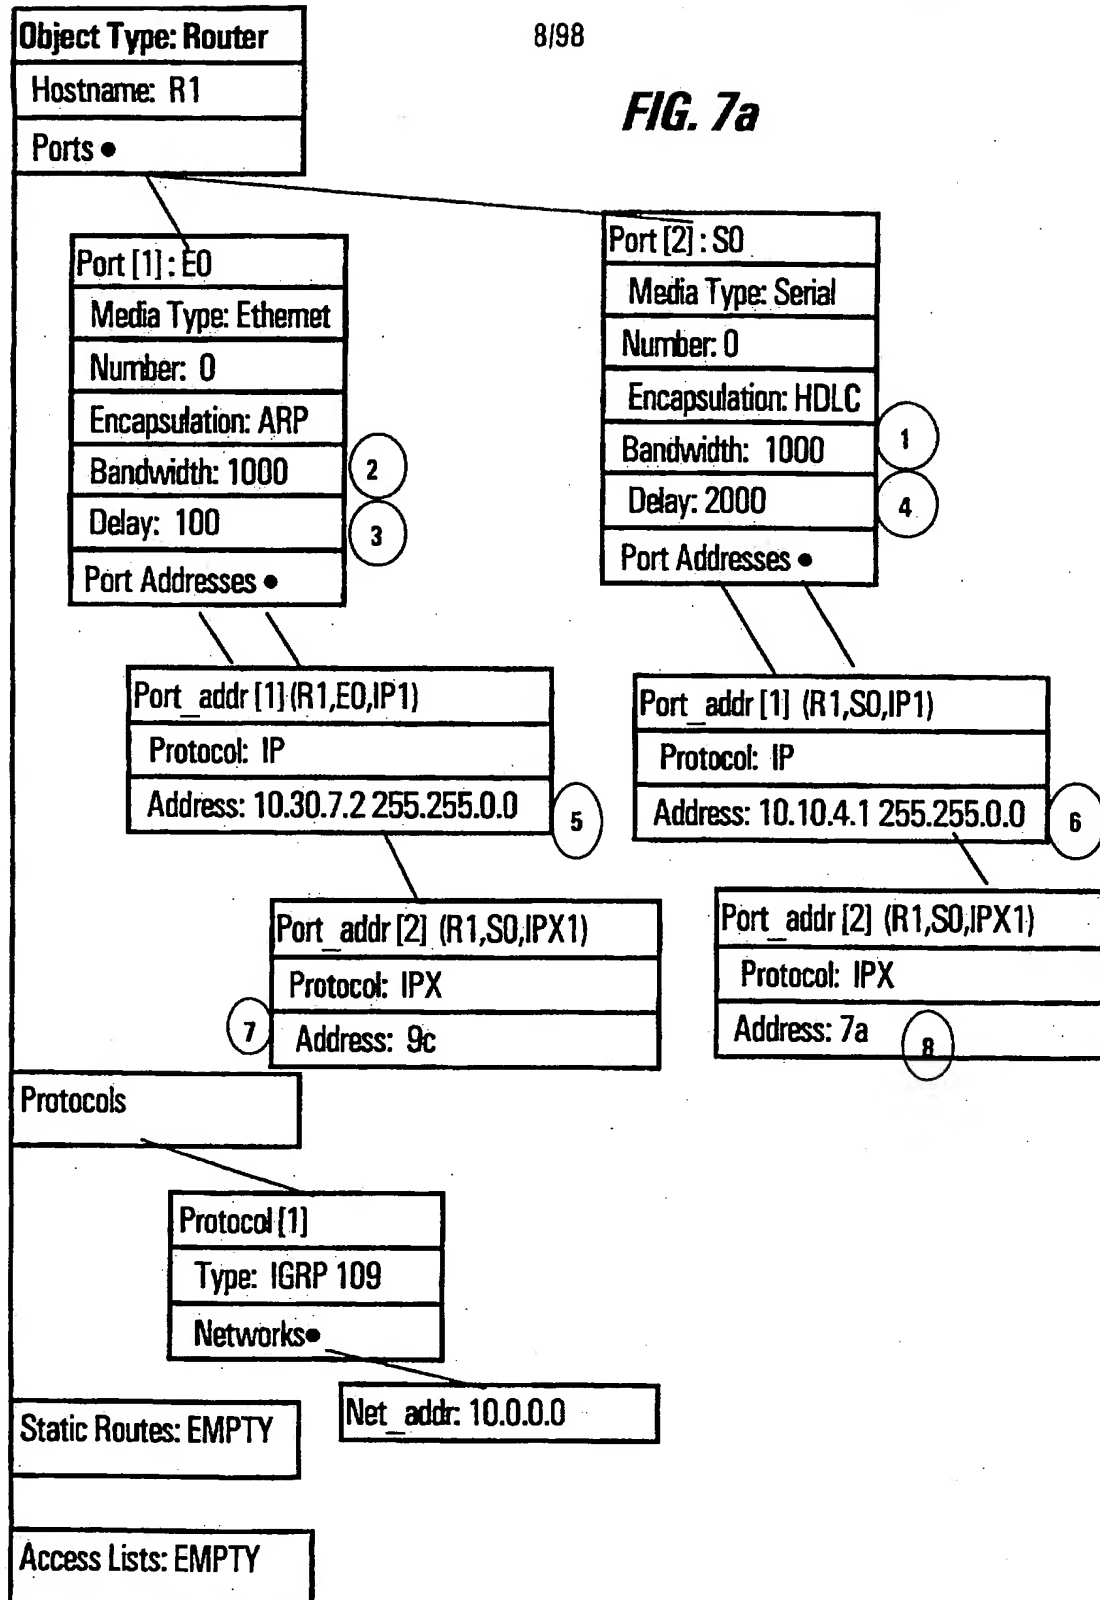 8/98
FIG. 7a
Object Type: Router
Hostname: R1
Ports •
Port [1] : E0
Media Type: Ethernet
Number: 0
Encapsulation: ARP
Bandwidth: 1000
2
Delay: 100
3
Port Addresses •
Port [2] : S0
Media Type: Serial
Number: 0
Encapsulation: HDLC
Bandwidth: 1000
1
Delay: 2000
4
Port Addresses •
Port_addr [1] (R1,E0,IP1)
Protocol: IP
Address: 10.30.7.2 255.255.0.0
5
Port_addr [1] (R1,S0,IP1)
Protocol: IP
Address: 10.10.4.1 255.255.0.0
6
Port_addr [2] (R1,S0,IPX1)
Protocol: IPX
7
Address: 9c
Port_addr [2] (R1,S0,IPX1)
Protocol: IPX
Address: 7a
8
Protocols
Protocol [1]
Type: IGRP 109
Networks•
Net_addr: 10.0.0.0
Static Routes: EMPTY
Access Lists: EMPTY